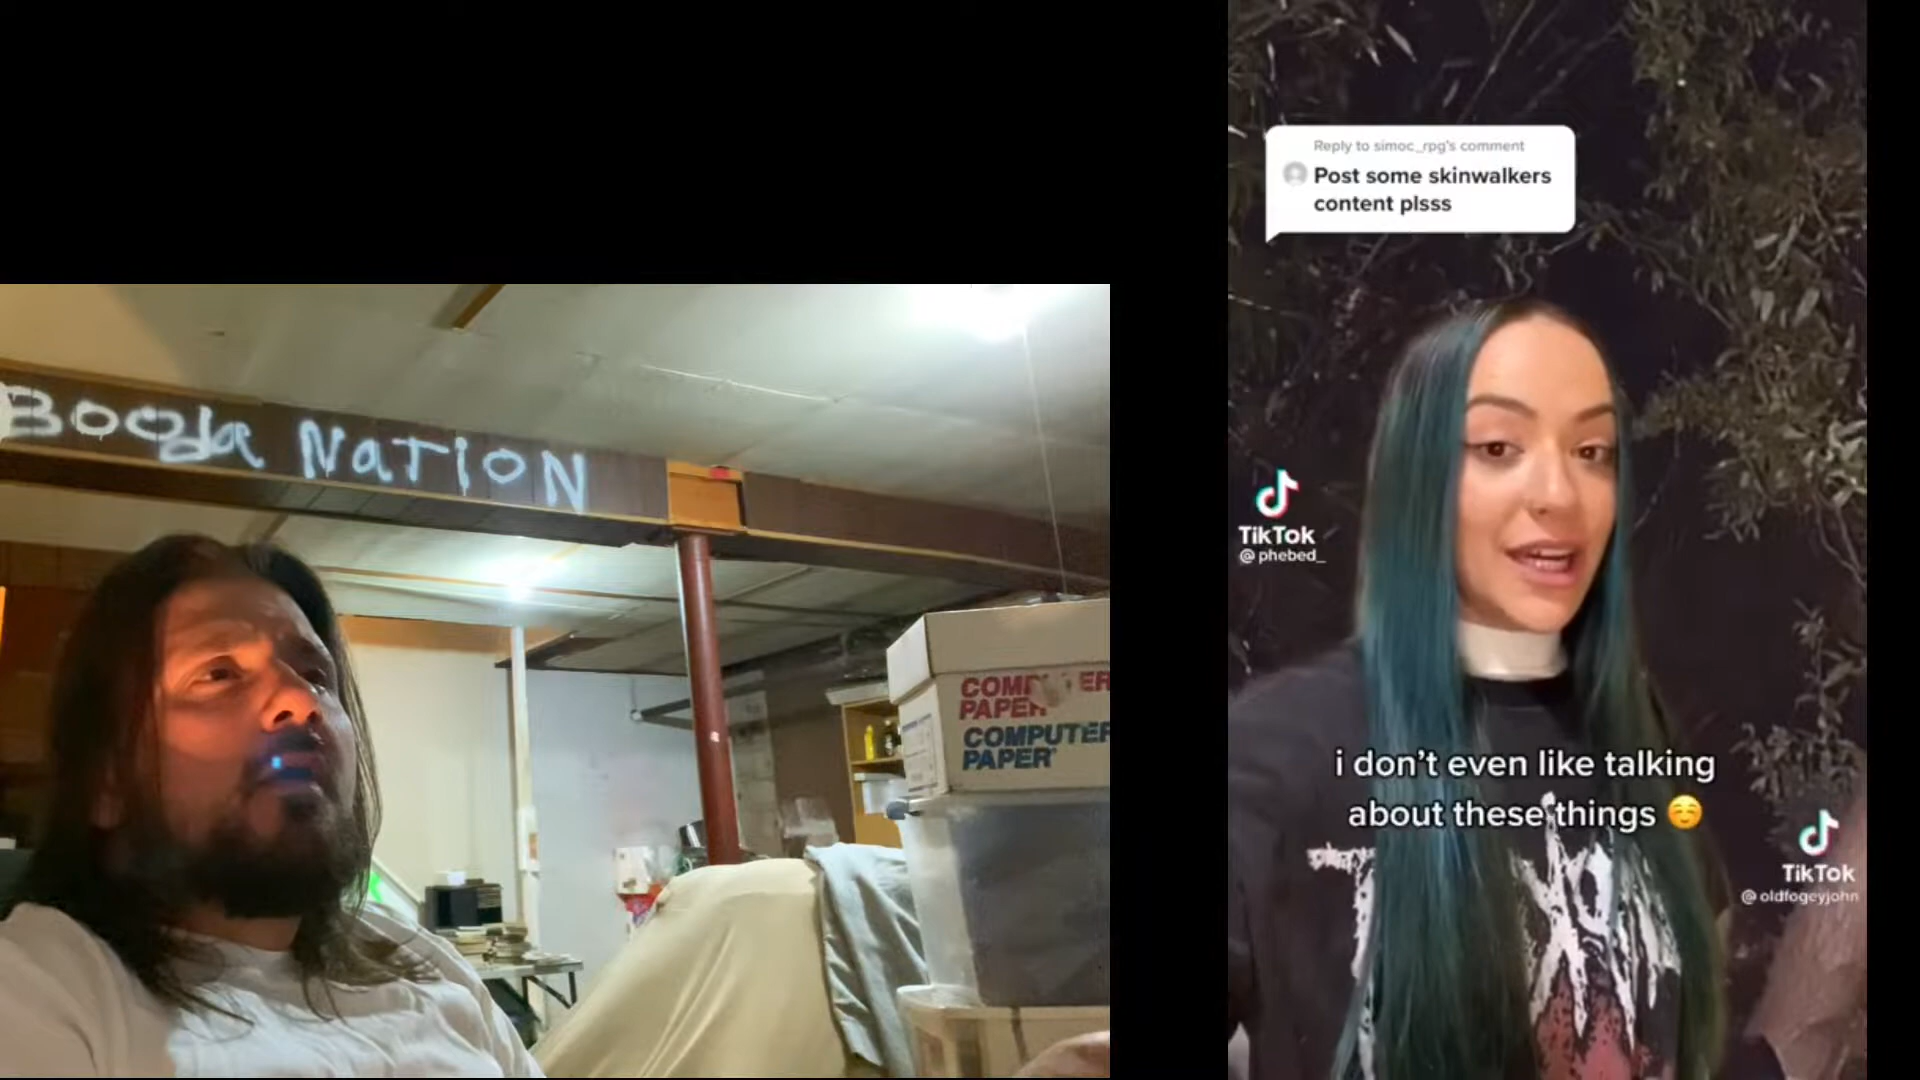 Booda NATION
COMPUTER
PAPER
COMPUTER
PAPER
Reply to simoc_rpg's comment
Post some skinwalkers
content plsss
TikTok
@phebed_
i don't even like talking
about these things ☺️
TikTok
@oldfogeyjohn